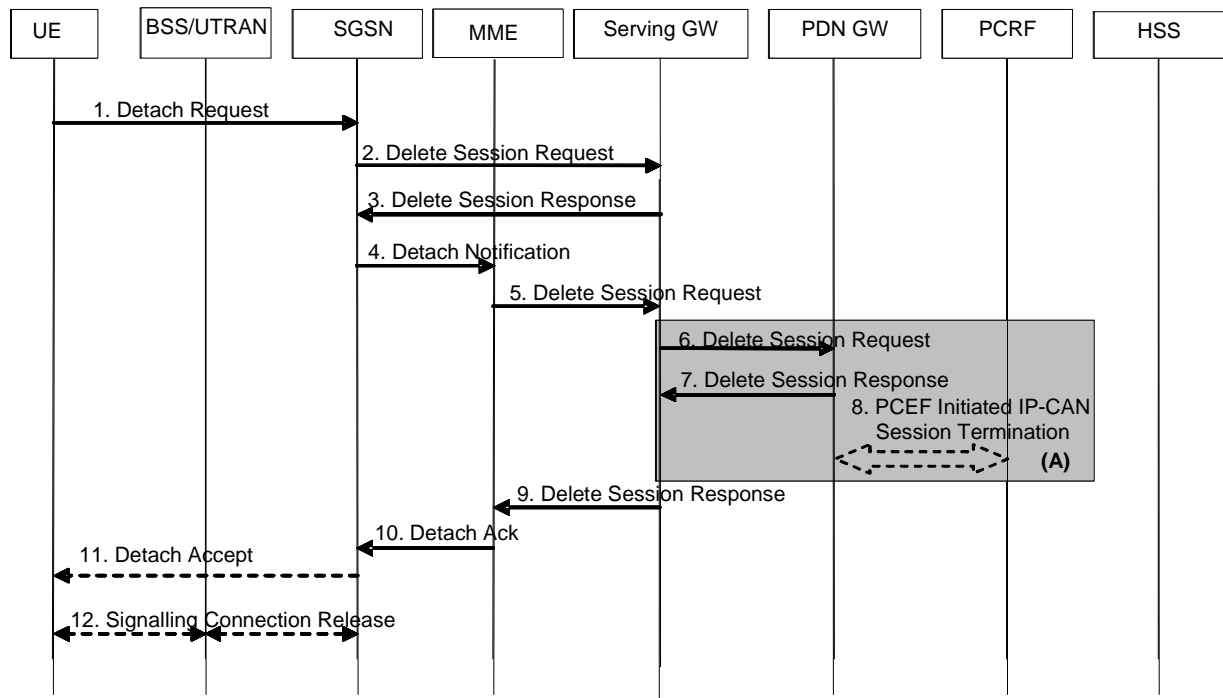 UE
BSS/UTRAN
SGSN
MME
Serving GW
PDN GW
PCRF
HSS
1. Detach Request
2. Delete Session Request
3. Delete Session Response
4. Detach Notification
5. Delete Session Request
6. Delete Session Request
7. Delete Session Response
8. PCEF Initiated IP-CAN
Session Termination
(A)
9. Delete Session Response
10. Detach Ack
11. Detach Accept
12. Signalling Connection Release